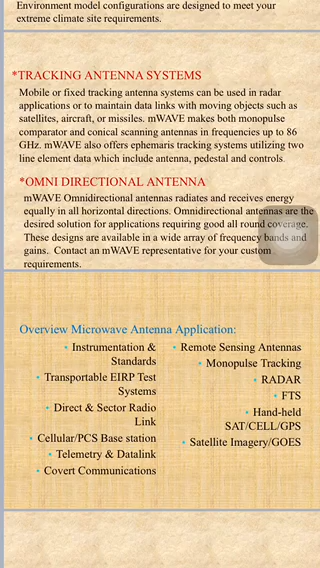 Environment model configurations are designed to meet your
extreme climate site requirements.
*TRACKING ANTENNA SYSTEMS
Mobile or fixed tracking antenna systems can be used in radar
applications or to maintain data links with moving objects such as
satellites, aircraft, or missiles. mWAVE makes both monopulse
comparator and conical scanning antennas in frequencies up to 86
GHz. mWAVE also offers ephemaris tracking systems utilizing two
line element data which include antenna, pedestal and controls.
*OMNI DIRECTIONAL ANTENNA
mWAVE Omnidirectional antennas radiates and receives energy
equally in all horizontal directions. Omnidirectional antennas are the
desired solution for applications requiring good all round coverage.
These designs are available in a wide array of frequency bands and
gains. Contact an mWAVE representative for your custom
requirements.
Overview Microwave Antenna Application:
• Instrumentation &
Standards
• Transportable EIRP Test
Systems
• Direct & Sector Radio
Link
• Cellular/PCS Base station
• Telemetry & Datalink
• Covert Communications
• Remote Sensing Antennas
• Monopulse Tracking
• RADAR
• FTS
• Hand-held
SAT/CELL/GPS
• Satellite Imagery/GOES